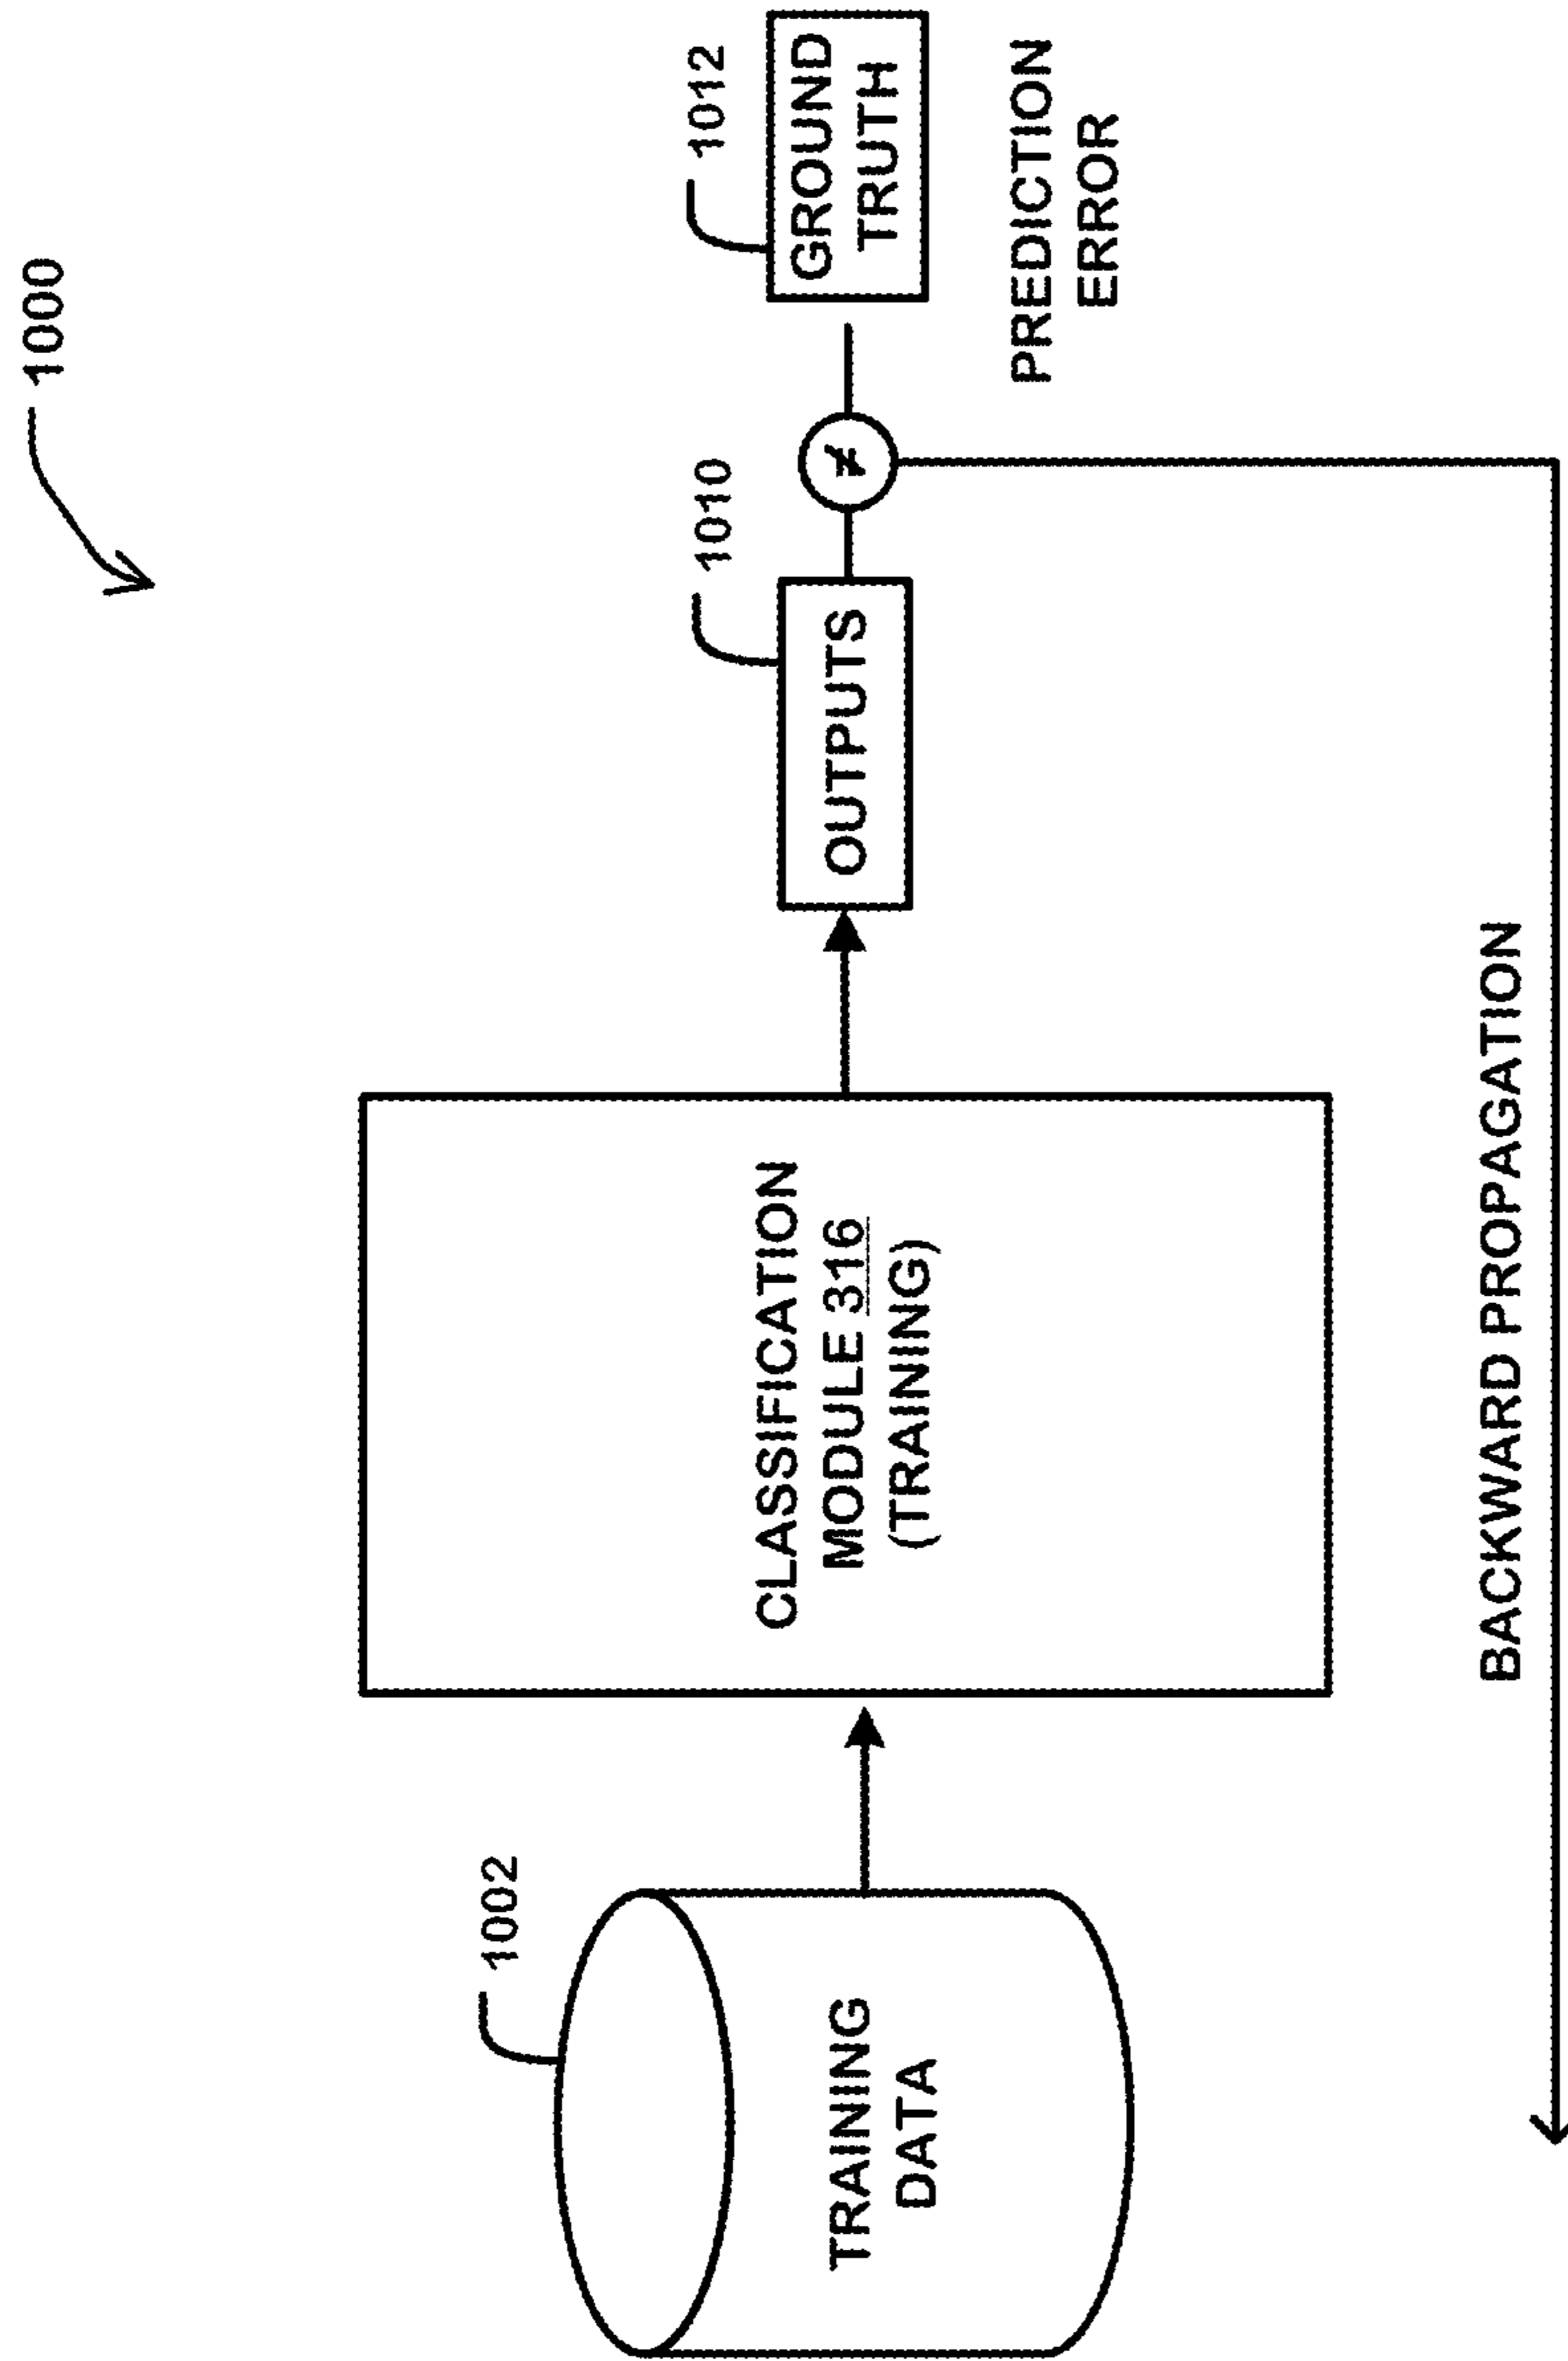 1000
1002
TRAINING
DATA
CLASSIFICATION
MODULE 316
(TRAINING)
1010
OUTPUTS
≠
1012
GROUND
TRUTH
PREDICTION
ERROR
BACKWARD PROPAGATION